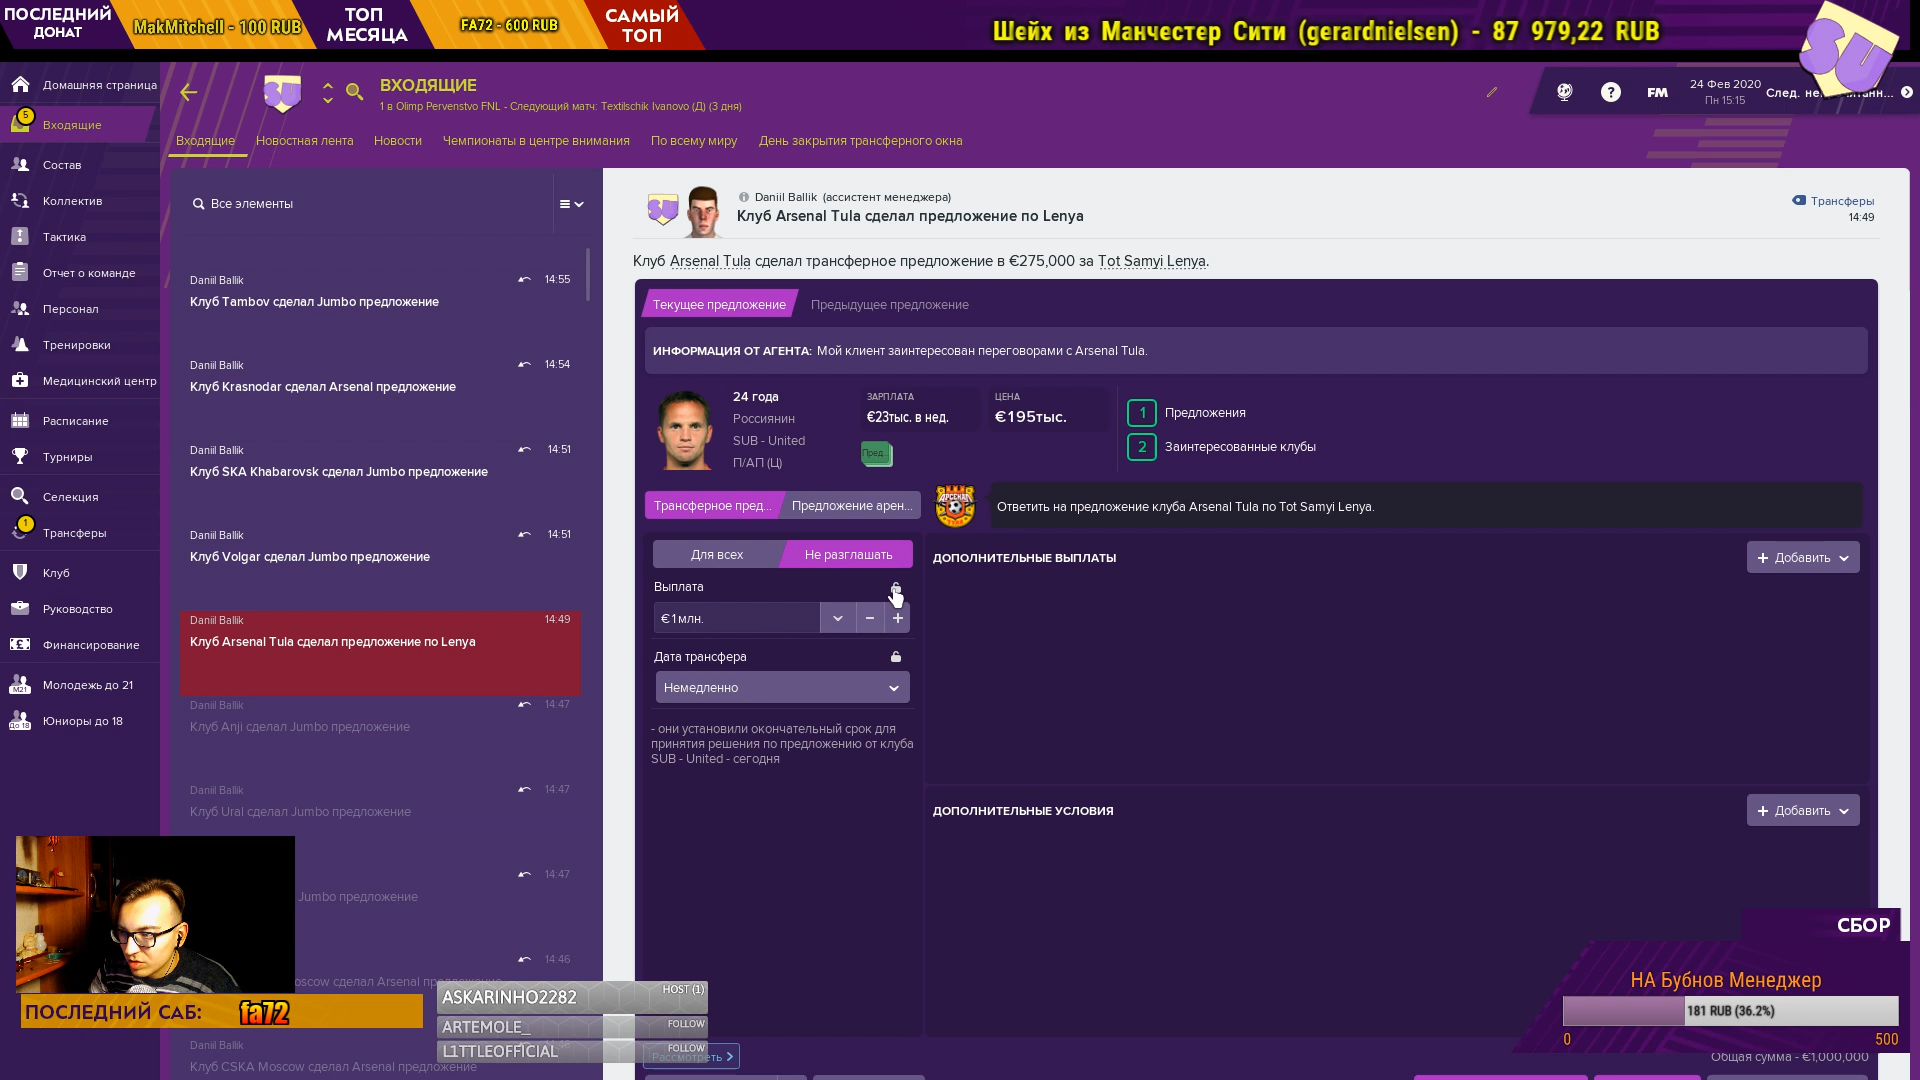 ПОСЛЕДНИЙ
ДОНАТ
MakMitchell - 100 RUB
ТОП
МЕСЯЦА
FA72 - 600 RUB
САМЫЙ
ТОП
Шейх из Манчестер Сити (gerardnielsen) - 87 979,22 RUB
SU
Домашняя страница
5
Входящие
Состав
Коллектив
Тактика
Отчет о команде
Персонал
Тренировки
Медицинский центр
Расписание
Турниры
Селекция
1
Трансферы
Клуб
Руководство
Финансирование
M21
Молодежь до 21
До 18
Юниоры до 18
ВХОДЯЩИЕ
1 в Olimp Pervenstvo FNL - Следующий матч: Textilschik Ivanovo (Д) (3 дня)
FM
24 Фев 2020
Пн 15:15
След.
Входящие
Новостная лента
Новости
Чемпионаты в центре внимания
По всему миру
День закрытия трансферного окна
Все элементы
Daniil Ballik 14:55
Клуб Tambov сделал Jumbo предложение
Daniil Ballik 14:54
Клуб Krasnodar сделал Arsenal предложение
Daniil Ballik 14:51
Клуб SKA Khabarovsk сделал Jumbo предложение
Daniil Ballik 14:51
Клуб Volgar сделал Jumbo предложение
Daniil Ballik 14:49
Клуб Arsenal Tula сделал предложение по Lenya
Daniil Ballik 14:47
Клуб Anji сделал Jumbo предложение
Daniil Ballik 14:47
Клуб Ural сделал Jumbo предложение
14:47
Jumbo предложение
14:46
oscow сделал Arsenal предложение
Daniil Ballik
Клуб CSKA Moscow сделал Arsenal предложение
Daniil Ballik (ассистент менеджера)
Клуб Arsenal Tula сделал предложение по Lenya
Трансферы
14:49
Клуб Arsenal Tula сделал трансферное предложение в €275,000 за Tot Samyi Lenya.
Текущее предложение
Предыдущее предложение
ИНФОРМАЦИЯ ОТ АГЕНТА: Мой клиент заинтересован переговорами с Arsenal Tula.
24 года
Россиянин
SUB - United
П/АП (Ц)
ЗАРПЛАТА
€23тыс. в нед.
ЦЕНА
€195тыс.
Пред...
1 Предложения
2 Заинтересованные клубы
Трансферное пред...
Предложение арен...
АРСЕНАЛ
Ответить на предложение клуба Arsenal Tula по Tot Samyi Lenya.
Для всех
Не разглашать
Выплата
€1млн.
Дата трансфера
Немедленно
- они установили окончательный срок для
принятия решения по предложению от клуба
SUB - United - сегодня
ДОПОЛНИТЕЛЬНЫЕ ВЫПЛАТЫ
Добавить
ДОПОЛНИТЕЛЬНЫЕ УСЛОВИЯ
Добавить
Рассмотреть
Общая сумма - €1,000,000
ПОСЛЕДНИЙ САБ: fa72
ASKARINHO2282 HOST (1)
ARTEMOLE_ FOLLOW
L1TTLEOFFICIAL FOLLOW
СБОР
НА Бубнов Менеджер
181 RUB (36.2%)
0 500